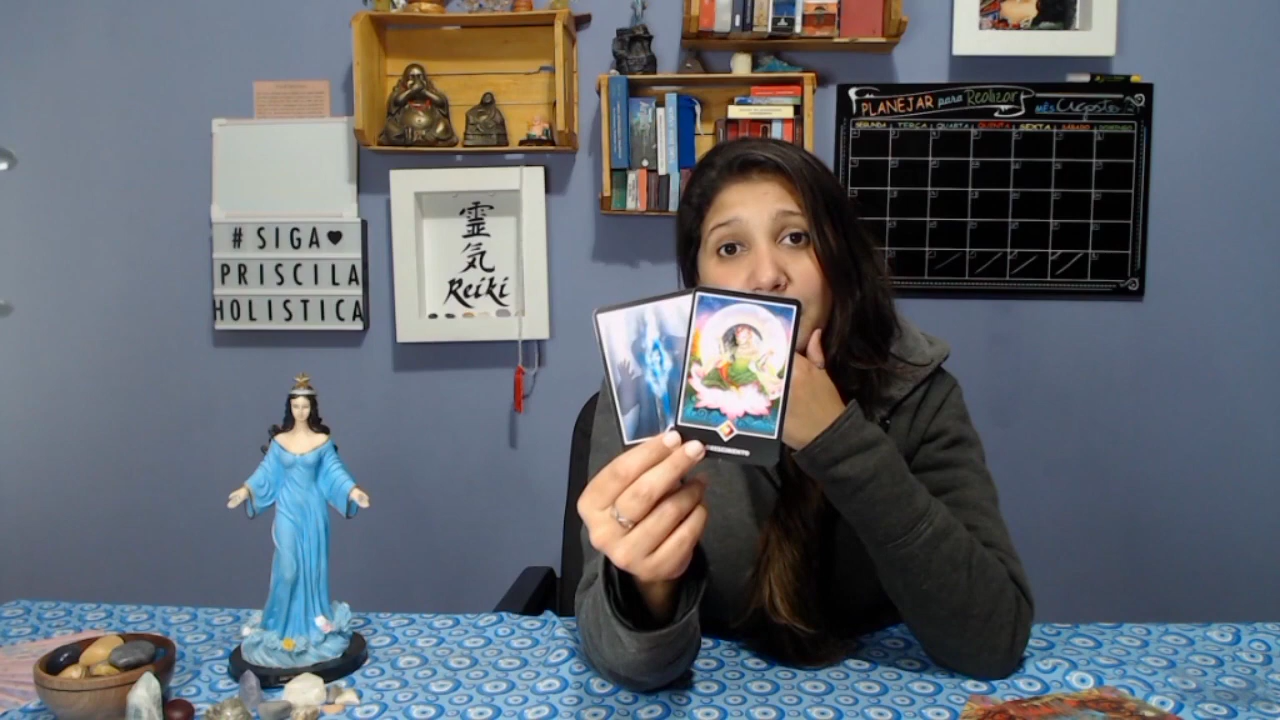 # SIGA♥
PRISCILA
HOLISTICA
霊
気
Reiki
PLANEJAR para Realizar
MÊS Agosto
SEGUNDA TERÇA QUARTA QUINTA SEXTA SÁBADO DOMINGO